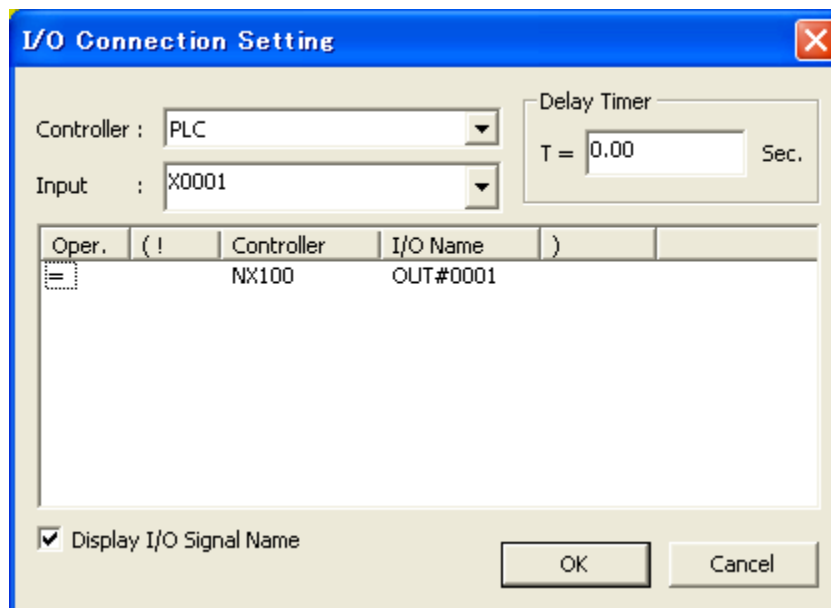 I/O Connection Setting
Controller : PLC
Delay Timer
T = 0.00 Sec.
Input : X0001
Oper. ( ! Controller I/O Name )
= NX100 OUT#0001
Display I/O Signal Name
OK Cancel